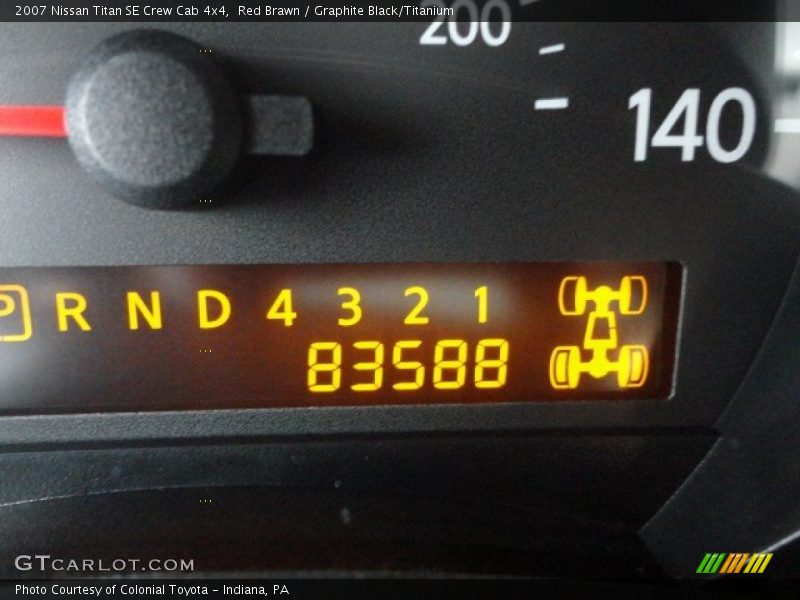 2007 Nissan Titan SE Crew Cab 4x4,  Red Brawn / Graphite Black/Titanium
200
140
P R N D 4 3 2 1
83588
GTCARLOT.COM
Photo Courtesy of Colonial Toyota - Indiana, PA